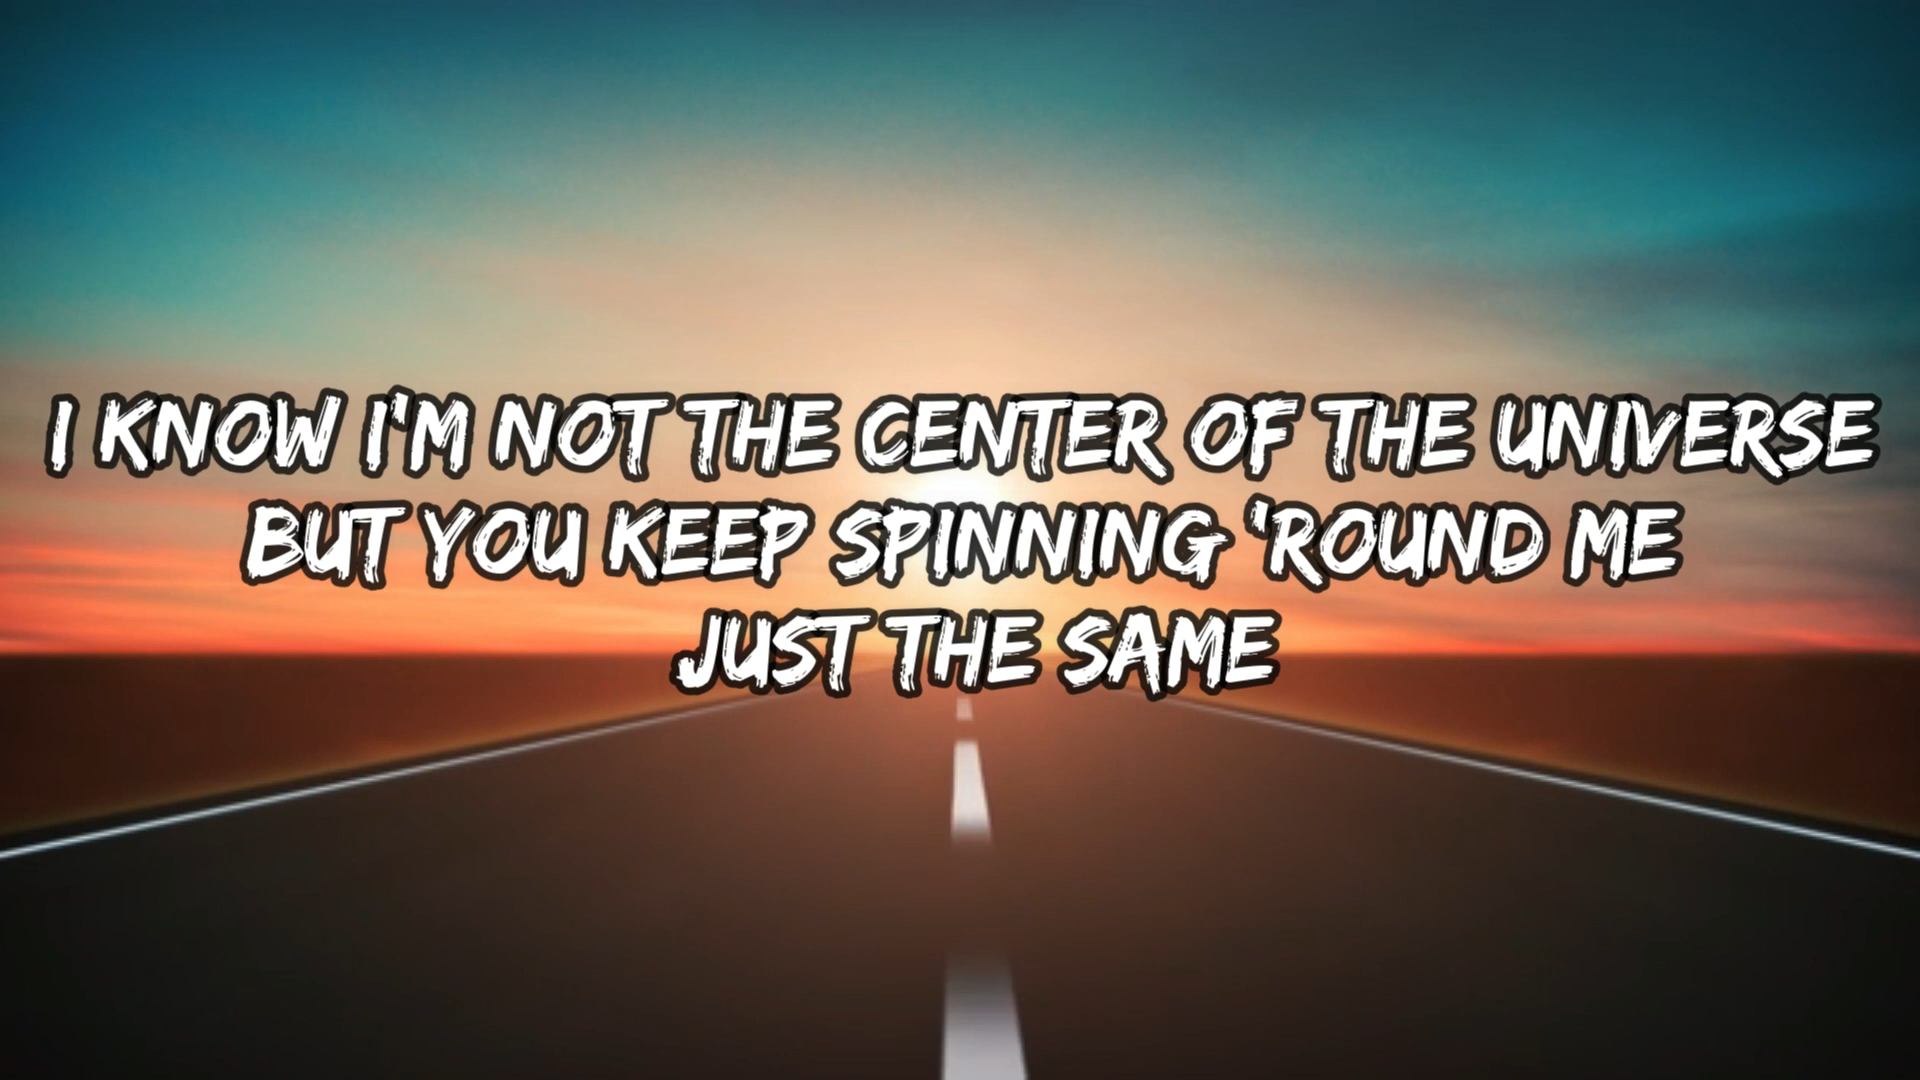 I KNOW I'M NOT THE CENTER OF THE UNIVERSE
BUT YOU KEEP SPINNING 'ROUND ME
JUST THE SAME